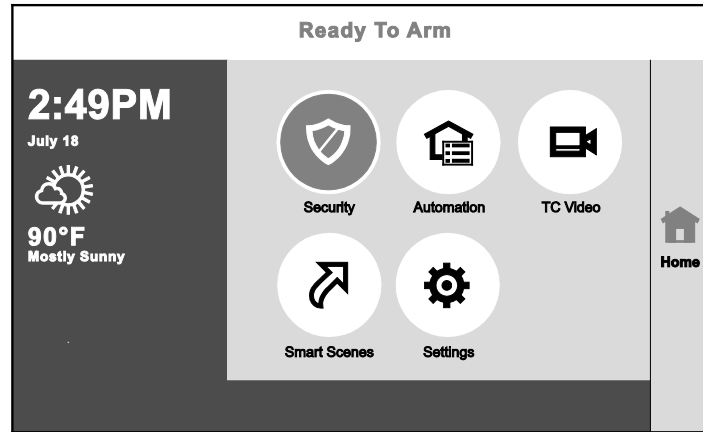 Ready To Arm
2:49PM
July 18
90°F
Mostly Sunny
Security
Automation
TC Video
Smart Scenes
Settings
Home